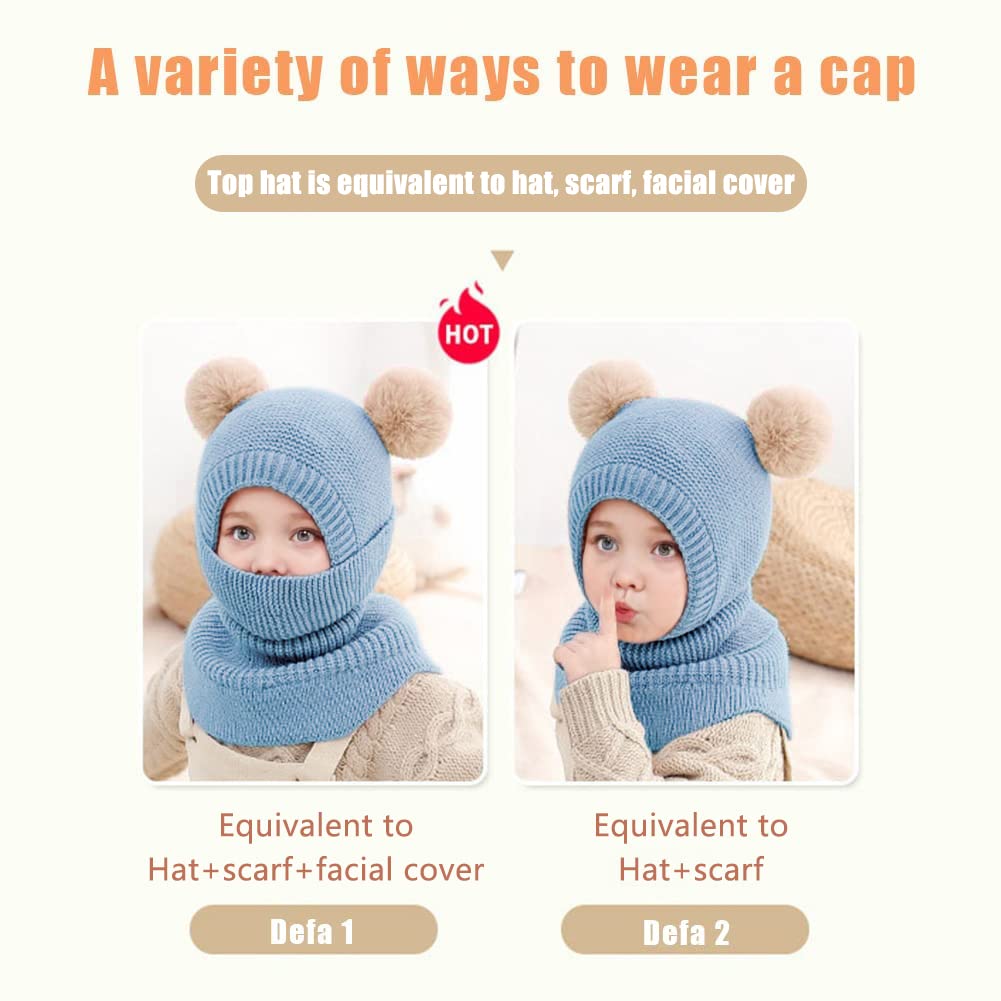 A variety of ways to wear a cap
Top hat is equivalent to hat, scarf, facial cover
HOT
Equivalent to
Hat+scarf+facial cover
Defa 1
Equivalent to
Hat+scarf
Defa 2